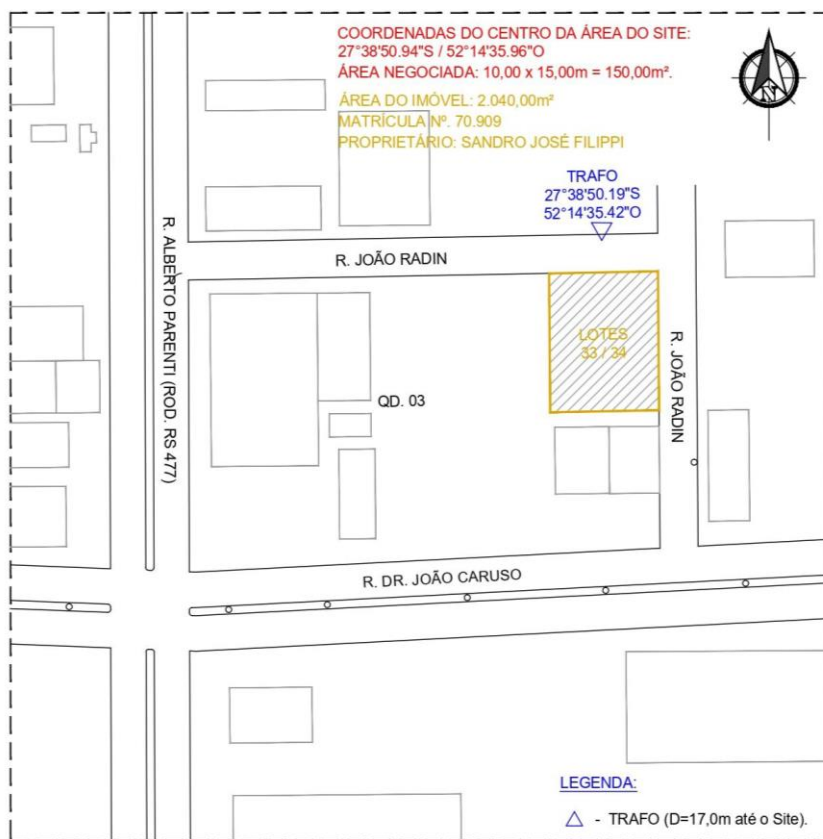 COORDENADAS DO CENTRO DA ÁREA DO SITE:
27°38'50.94"S / 52°14'35.96"O
ÁREA NEGOCIADA: 10,00 x 15,00m = 150,00m².
ÁREA DO IMÓVEL: 2.040,00m²
MATRÍCULA Nº. 70.909
PROPRIETÁRIO: SANDRO JOSÉ FILIPPI
N
TRAFO
27°38'50.19"S
52°14'35.42"O
R. JOÃO RADIN
R. ALBERTO PARENTI (ROD. RS 477)
LOTES
33 / 34
R. JOÃO RADIN
QD. 03
R. DR. JOÃO CARUSO
LEGENDA:
- TRAFO (D=17,0m até o Site).